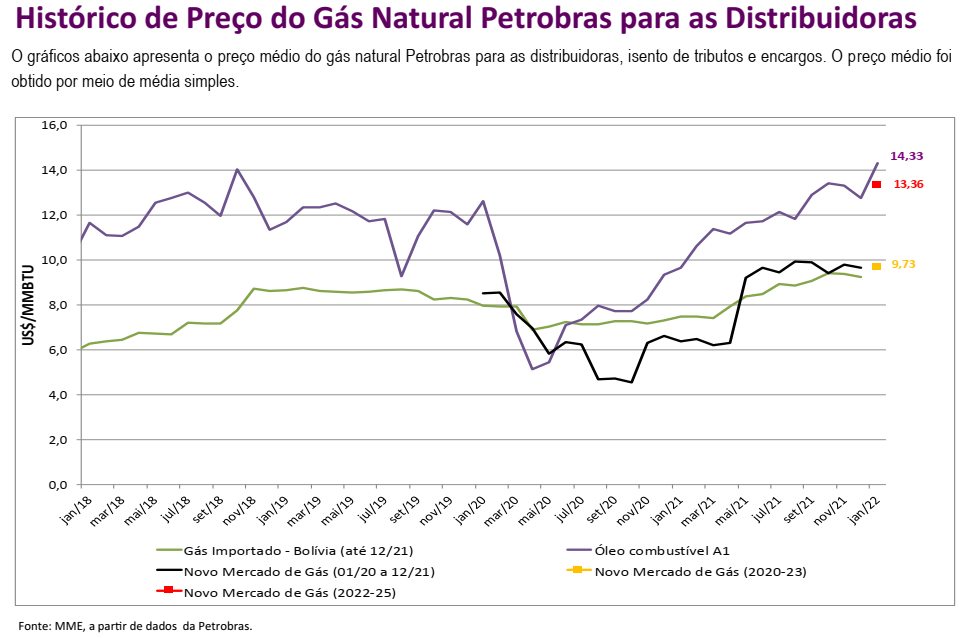 Histórico de Preço do Gás Natural Petrobras para as Distribuidoras
O gráficos abaixo apresenta o preço médio do gás natural Petrobras para as distribuidoras, isento de tributos e encargos. O preço médio foi
obtido por meio de média simples.
US$/MMBTU
16,0
14,0
12,0
10,0
8,0
6,0
4,0
2,0
0,0
14,33
13,36
9,73
jan/18
mar/18
mai/18
jul/18
set/18
nov/18
jan/19
mar/19
mai/19
jul/19
set/19
nov/19
jan/20
mar/20
mai/20
jul/20
set/20
nov/20
jan/21
mar/21
mai/21
jul/21
set/21
nov/21
jan/22
Gás Importado - Bolívia (até 12/21)
Óleo combustível A1
Novo Mercado de Gás (01/20 a 12/21)
Novo Mercado de Gás (2020-23)
Novo Mercado de Gás (2022-25)
Fonte: MME, a partir de dados da Petrobras.